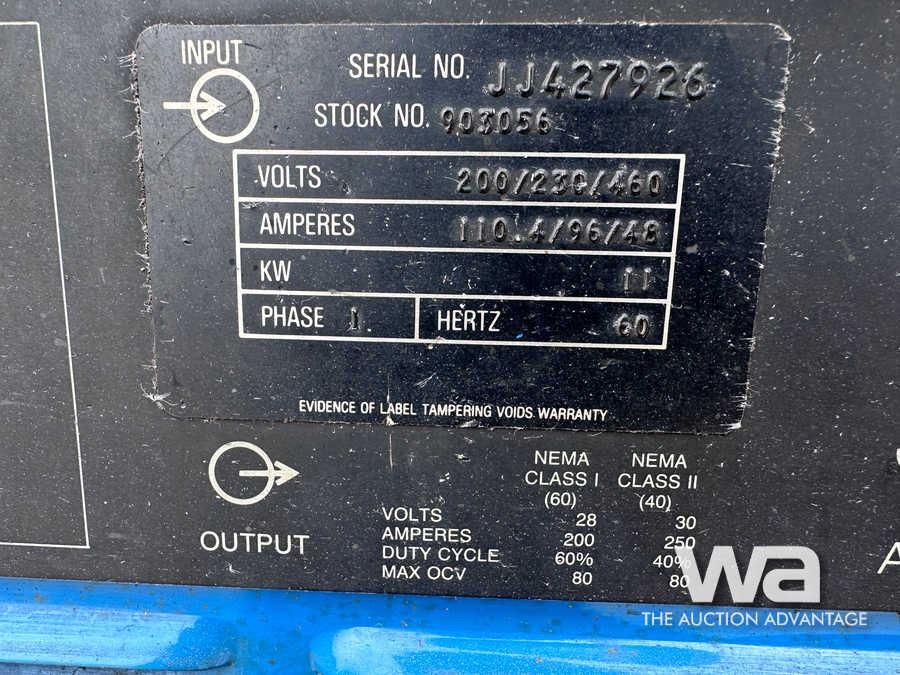 INPUT
SERIAL NO. JJ427926
STOCK NO. 903056
VOLTS 200/230/460
AMPERES 110.4/96/48
KW 11
PHASE 1 HERTZ 60
EVIDENCE OF LABEL TAMPERING VOIDS WARRANTY
OUTPUT
NEMA NEMA
CLASS I CLASS II
(60) (40)
VOLTS 28 30
AMPERES 200 250
DUTY CYCLE 60% 40%
MAX OCV 80 80
A
wa
THE AUCTION ADVANTAGE